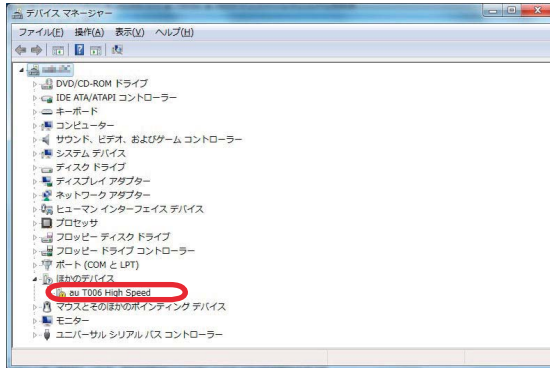 デバイス マネージャー
ファイル(F) 操作(A) 表示(V) ヘルプ(H)
DVD/CD-ROM ドライブ
IDE ATA/ATAPI コントローラー
キーボード
コンピューター
サウンド、ビデオ、およびゲーム コントローラー
システム デバイス
ディスク ドライブ
ディスプレイ アダプター
ネットワーク アダプター
ヒューマン インターフェイス デバイス
プロセッサ
フロッピー ディスク ドライブ
フロッピー ドライブ コントローラー
ポート (COM と LPT)
ほかのデバイス
au T006 High Speed
マウスとそのほかのポインティング デバイス
モニター
ユニバーサル シリアル バス コントローラー